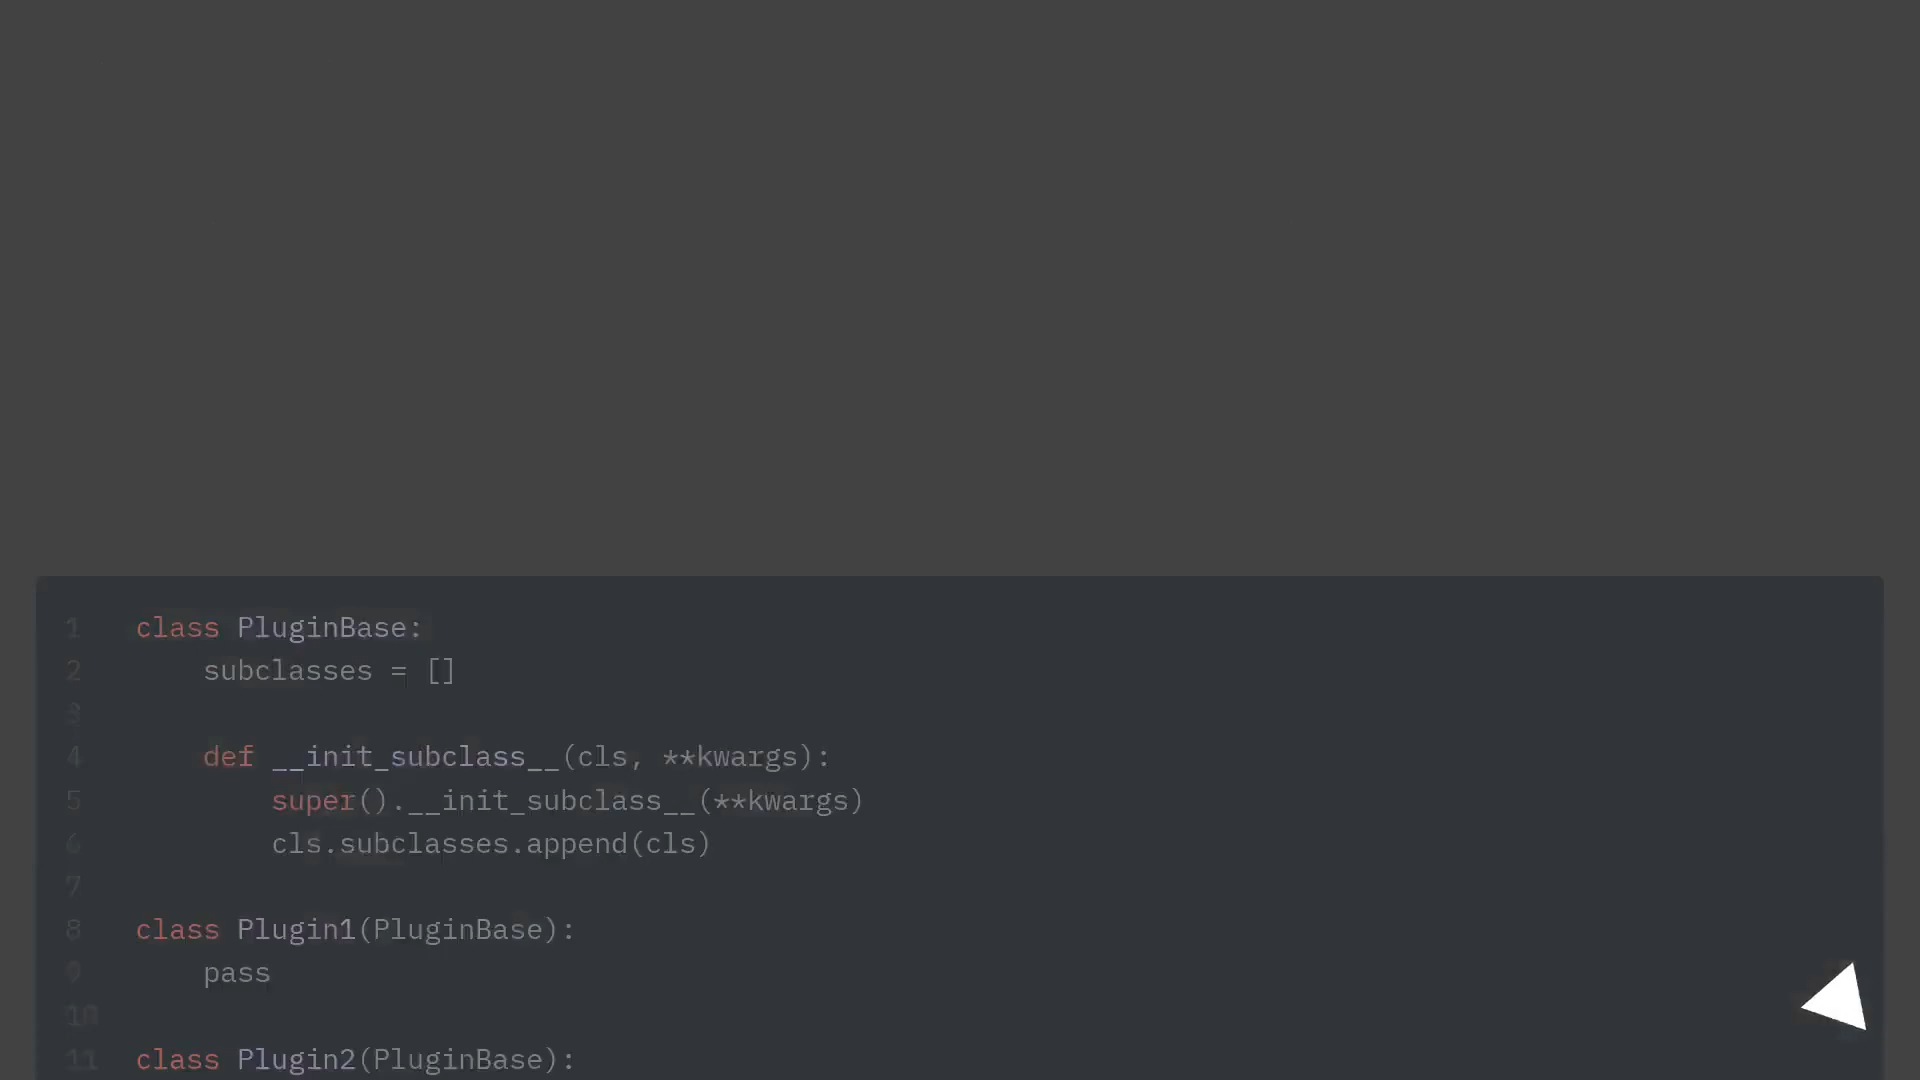 1 class PluginBase:
2 subclasses = []
3
4 def __init_subclass__(cls, **kwargs):
5 super().__init_subclass__(**kwargs)
6 cls.subclasses.append(cls)
7
8 class Plugin1(PluginBase):
9 pass
10
11 class Plugin2(PluginBase):